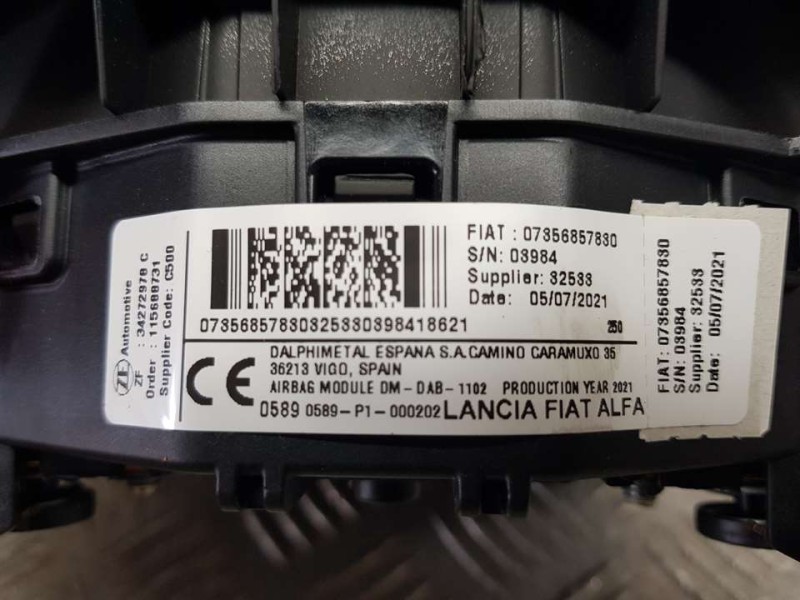 ZF Automotive
ZF : 34272978 C
Order : 115688731
Supplier Code: C500
FIAT : 07356857830
S/N: 03984
Supplier: 32533
Date: 05/07/2021
07356857830325330398418621
250
CE
DALPHIMETAL ESPANA S.A.CAMINO CARAMUXO 35
36213 VIGO, SPAIN
AIRBAG MODULE DM-DAB-1102 PRODUCTION YEAR 2021
0589 0589-P1-000202 LANCIA FIAT ALFA
FIAT: 07356857830
S/N: 03984
Supplier: 32533
Date: 05/07/2021